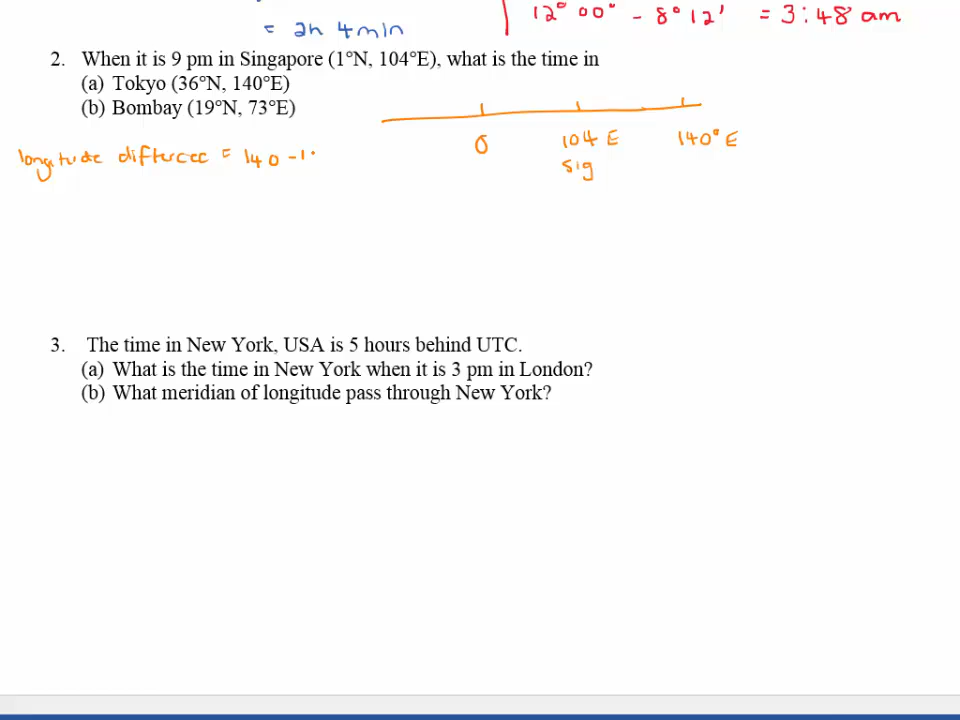 = 2h 4min
12° 00° - 8° 12' = 3:48 am
2. When it is 9 pm in Singapore (1°N, 104°E), what is the time in
(a) Tokyo (36°N, 140°E)
(b) Bombay (19°N, 73°E)
0 104 E 140° E
sig
longitude differece = 140 - 1
3. The time in New York, USA is 5 hours behind UTC.
(a) What is the time in New York when it is 3 pm in London?
(b) What meridian of longitude pass through New York?